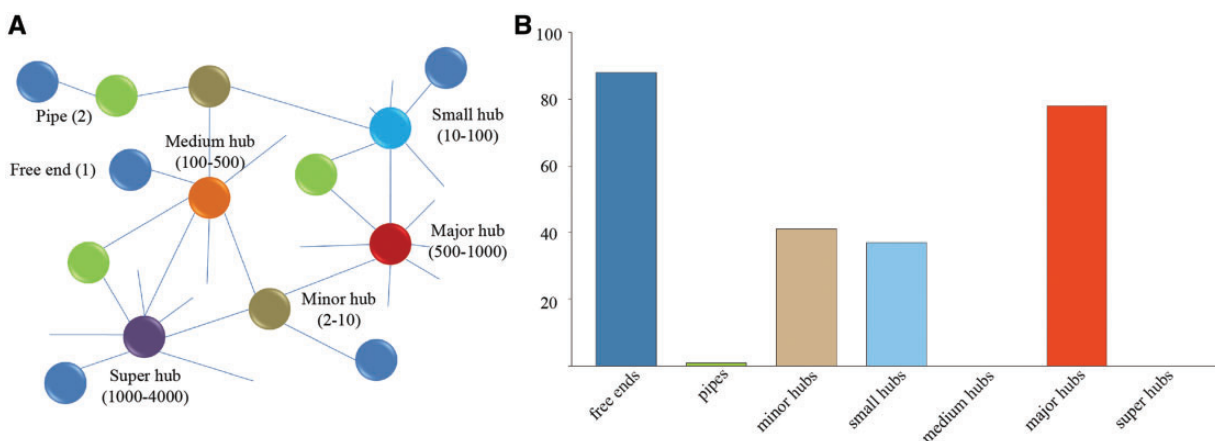 A
Pipe (2)
Free end (1)
Medium hub
(100-500)
Small hub
(10-100)
Major hub
(500-1000)
Minor hub
(2-10)
Super hub
(1000-4000)
B
100
80
60
40
20
free ends
pipes
minor hubs
small hubs
medium hubs
major hubs
super hubs